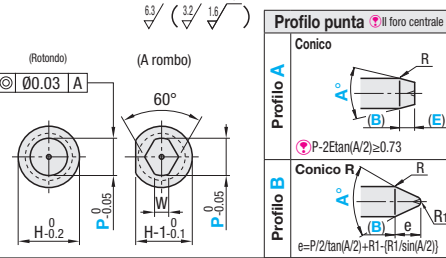 6.3 ( 3.2 1.6 )
Profilo punta Il foro centrale
(Rotondo)
(A rombo)
◎ Ø0.03 A
60°
P 0 -0.05
W
P 0 -0.05
H 0 -0.2
H-1 0 -0.1
Profilo A
Conico
R
A°
(B)
(E)
P-2Etan(A/2)≥0.73
Profilo B
Conico R
R
A°
(B)
e
R1
e=P/2/tan(A/2)+R1-{R1/sin(A/2)}